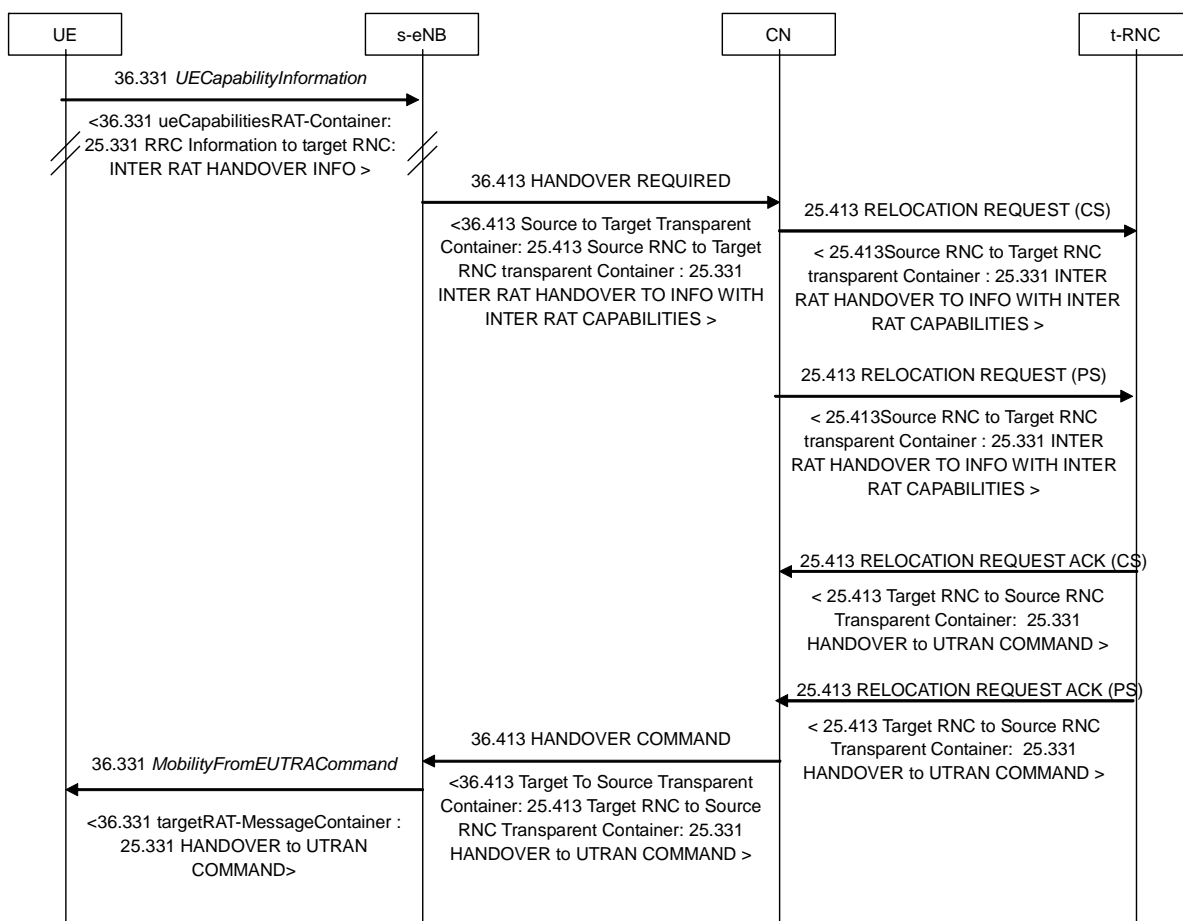 UE
s-eNB
CN
t-RNC
36.331 UECapabilityInformation
<36.331 ueCapabilitiesRAT-Container:
25.331 RRC Information to target RNC:
INTER RAT HANDOVER INFO >
36.413 HANDOVER REQUIRED
<36.413 Source to Target Transparent
Container: 25.413 Source RNC to Target
RNC transparent Container : 25.331
INTER RAT HANDOVER TO INFO WITH
INTER RAT CAPABILITIES >
25.413 RELOCATION REQUEST (CS)
< 25.413Source RNC to Target RNC
transparent Container : 25.331 INTER
RAT HANDOVER TO INFO WITH INTER
RAT CAPABILITIES >
25.413 RELOCATION REQUEST (PS)
< 25.413Source RNC to Target RNC
transparent Container : 25.331 INTER
RAT HANDOVER TO INFO WITH INTER
RAT CAPABILITIES >
25.413 RELOCATION REQUEST ACK (CS)
< 25.413 Target RNC to Source RNC
Transparent Container: 25.331
HANDOVER to UTRAN COMMAND >
25.413 RELOCATION REQUEST ACK (PS)
< 25.413 Target RNC to Source RNC
Transparent Container: 25.331
HANDOVER to UTRAN COMMAND >
36.413 HANDOVER COMMAND
<36.413 Target To Source Transparent
Container: 25.413 Target RNC to Source
RNC Transparent Container: 25.331
HANDOVER to UTRAN COMMAND >
36.331 MobilityFromEUTRACommand
<36.331 targetRAT-MessageContainer :
25.331 HANDOVER to UTRAN
COMMAND>